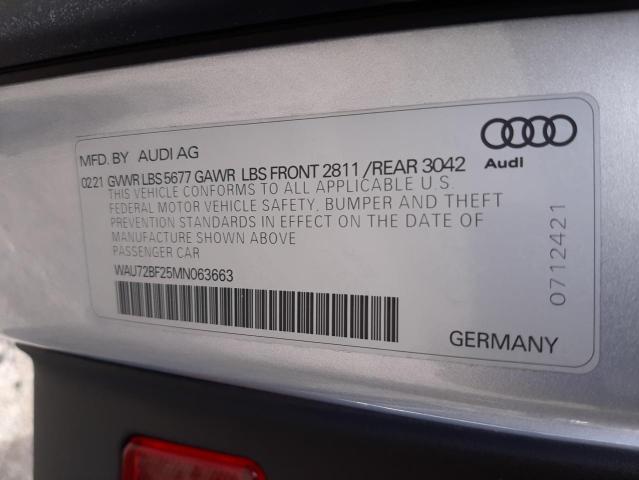 MFD. BY AUDI AG
02.21 GVWR LBS 5677 GAWR LBS FRONT 2811 / REAR 3042
THIS VEHICLE CONFORMS TO ALL APPLICABLE U.S.
FEDERAL MOTOR VEHICLE SAFETY, BUMPER AND THEFT
PREVENTION STANDARDS IN EFFECT ON THE DATE OF
MANUFACTURE SHOWN ABOVE
PASSENGER CAR
WAU72BF25MN063663
GERMANY
Audi
0712421